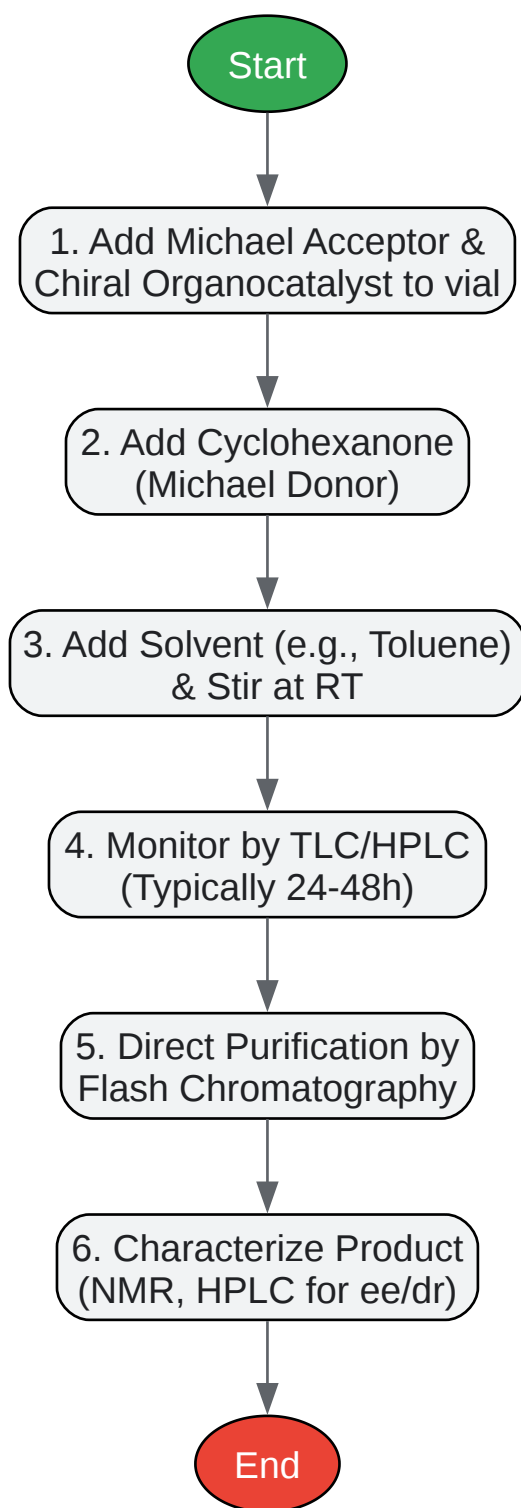 Start
1. Add Michael Acceptor &
Chiral Organocatalyst to vial
2. Add Cyclohexanone
(Michael Donor)
3. Add Solvent (e.g., Toluene)
& Stir at RT
4. Monitor by TLC/HPLC
(Typically 24-48h)
5. Direct Purification by
Flash Chromatography
6. Characterize Product
(NMR, HPLC for ee/dr)
End